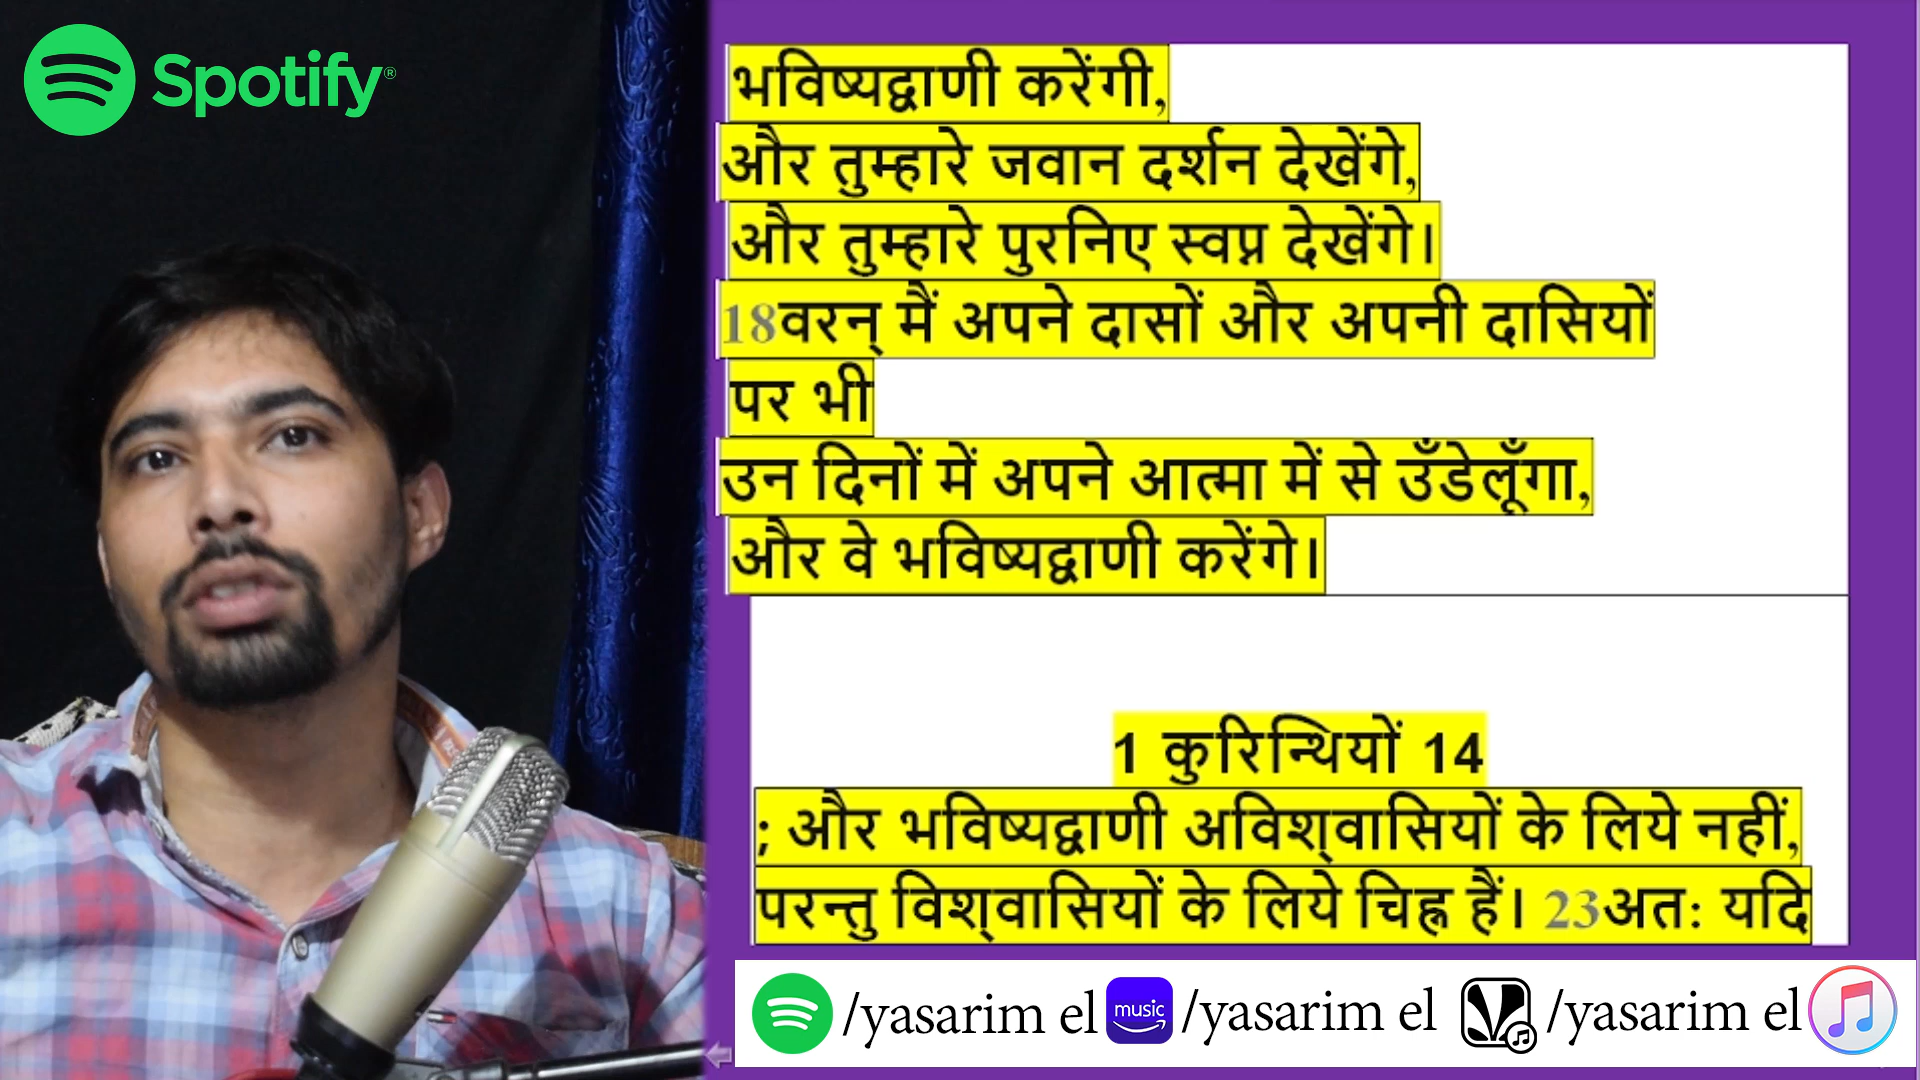 Spotify®
भविष्यद्वाणी करेंगी,
और तुम्हारे जवान दर्शन देखेंगे,
और तुम्हारे पुरनिए स्वप्न देखेंगे।
18वरन् मैं अपने दासों और अपनी दासियों
पर भी
उन दिनों में अपने आत्मा में से उँडेलूँगा,
और वे भविष्यद्वाणी करेंगे।
1 कुरिन्थियों 14
; और भविष्यद्वाणी अविश्‍वासियों के लिये नहीं,
परन्तु विश्‍वासियों के लिये चिह्न हैं। 23अतः यदि
/yasarim el music /yasarim el /yasarim el